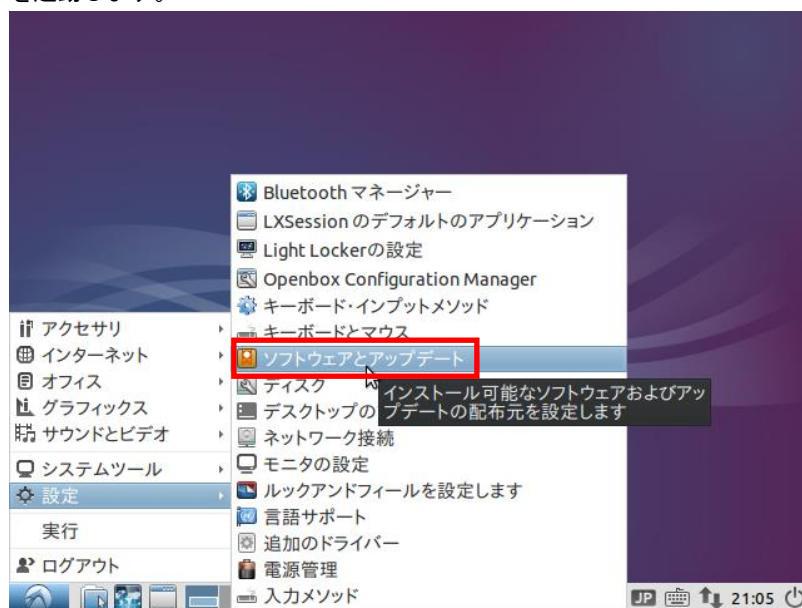 Bluetooth マネージャー
LXSession のデフォルトのアプリケーション
Light Lockerの設定
Openbox Configuration Manager
キーボード・インプットメソッド
キーボードとマウス
ソフトウェアとアップデート
ディスク
デスクトップの
インストール可能なソフトウェアおよびアッ
プデートの配布元を設定します
ネットワーク接続
モニタの設定
ルックアンドフィールを設定します
言語サポート
追加のドライバー
電源管理
入力メソッド
アクセサリ
インターネット
オフィス
グラフィックス
サウンドとビデオ
システムツール
設定
実行
ログアウト
JP 21:05